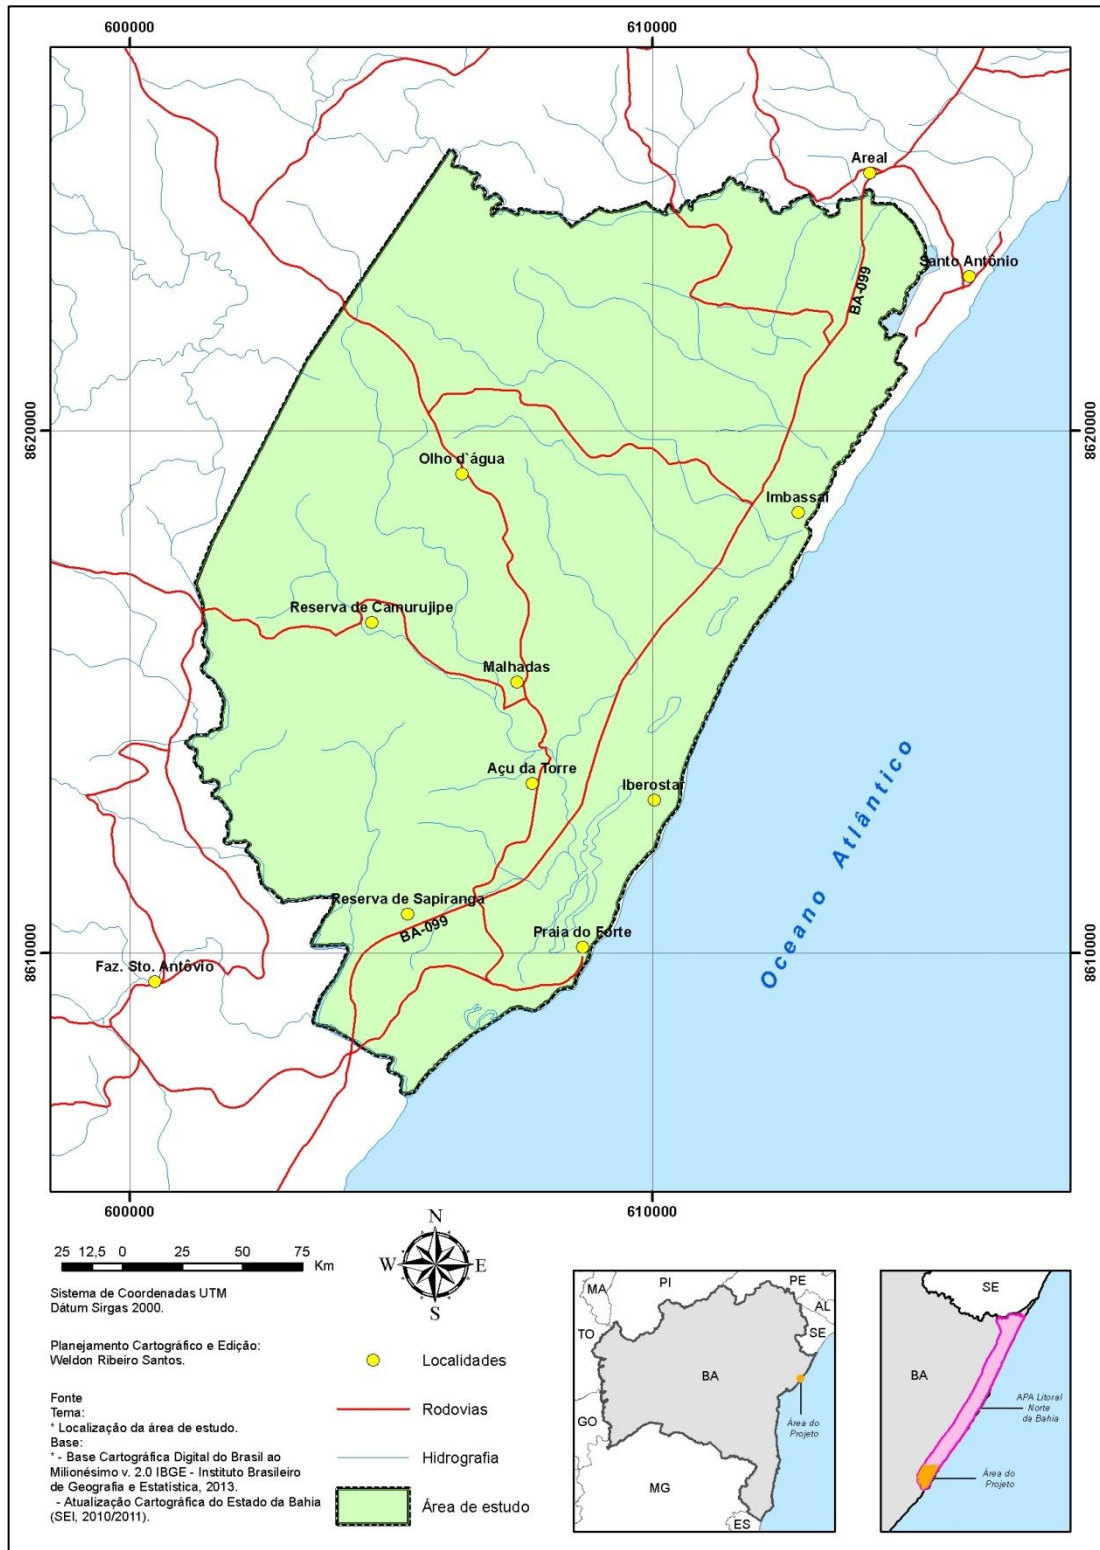 600000
610000
Areal
Santo Antônio
BA-099
8620000
8620000
Olho d`água
Imbassaí
Reserva de Camurujipe
Malhadas
Açu da Torre
Iberostar
Oceano Atlântico
Reserva de Sapiranga
BA-099
Praia do Forte
Faz. Sto. Antôvio
8610000
8610000
600000
610000
25 12,5 0 25 50 75
Km
N
W E
S
Sistema de Coordenadas UTM
Dátum Sirgas 2000.
Planejamento Cartográfico e Edição:
Weldon Ribeiro Santos.
Fonte
Tema:
* Localização da área de estudo.
Base:
* - Base Cartográfica Digital do Brasil ao
Milionésimo v. 2.0 IBGE - Instituto Brasileiro
de Geografia e Estatística, 2013.
- Atualização Cartográfica do Estado da Bahia
(SEI, 2010/2011).
Localidades
Rodovias
Hidrografia
Área de estudo
MA
PI
PE
AL
SE
TO
BA
GO
MG
ES
Área do
Projeto
SE
BA
APA Litoral
Norte
da Bahia
Área do
Projeto